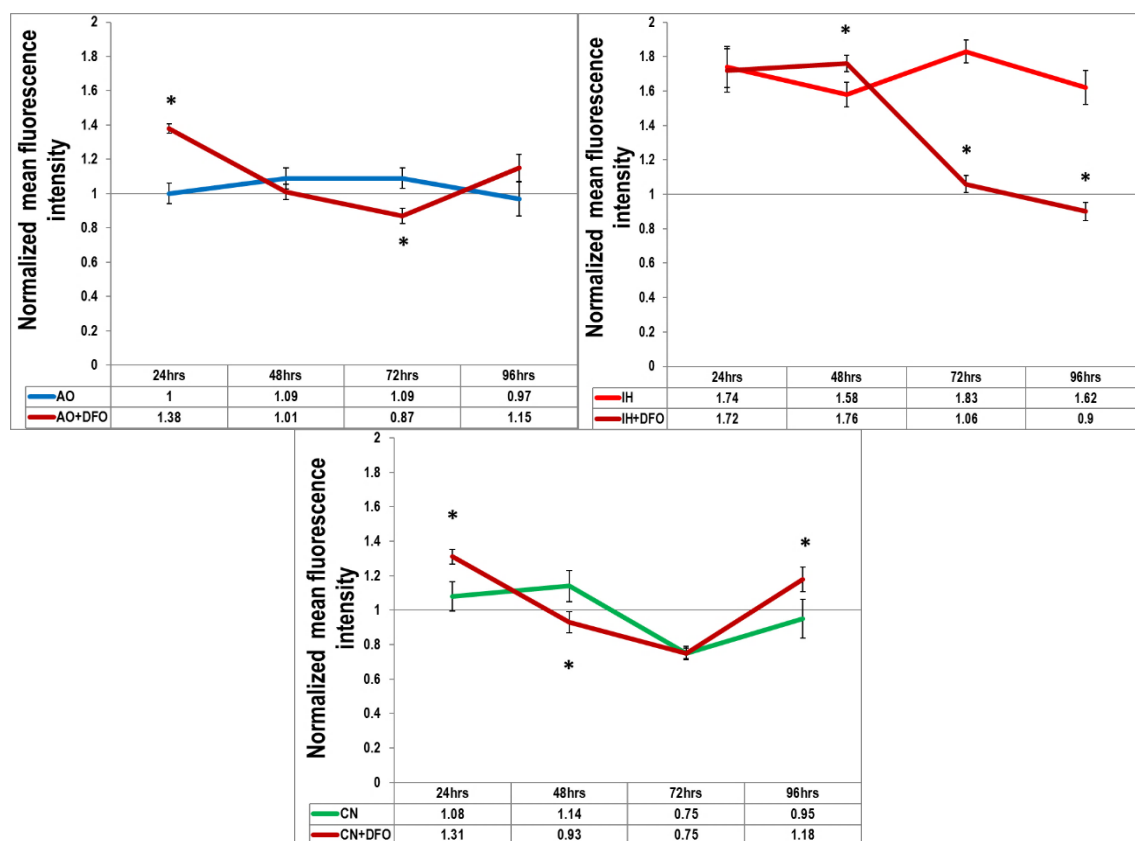 Normalized mean fluorescence
intensity
2
1.8
1.6
1.4
1.2
1
0.8
0.6
0.4
0.2
0
*
*
24hrs 48hrs 72hrs 96hrs
AO 1 1.09 1.09 0.97
AO+DFO 1.38 1.01 0.87 1.15
Normalized mean fluorescence
intensity
2
1.8
1.6
1.4
1.2
1
0.8
0.6
0.4
0.2
0
*
*
*
24hrs 48hrs 72hrs 96hrs
IH 1.74 1.58 1.83 1.62
IH+DFO 1.72 1.76 1.06 0.9
Normalized mean fluorescence
intensity
2
1.8
1.6
1.4
1.2
1
0.8
0.6
0.4
0.2
0
*
*
*
24hrs 48hrs 72hrs 96hrs
CN 1.08 1.14 0.75 0.95
CN+DFO 1.31 0.93 0.75 1.18